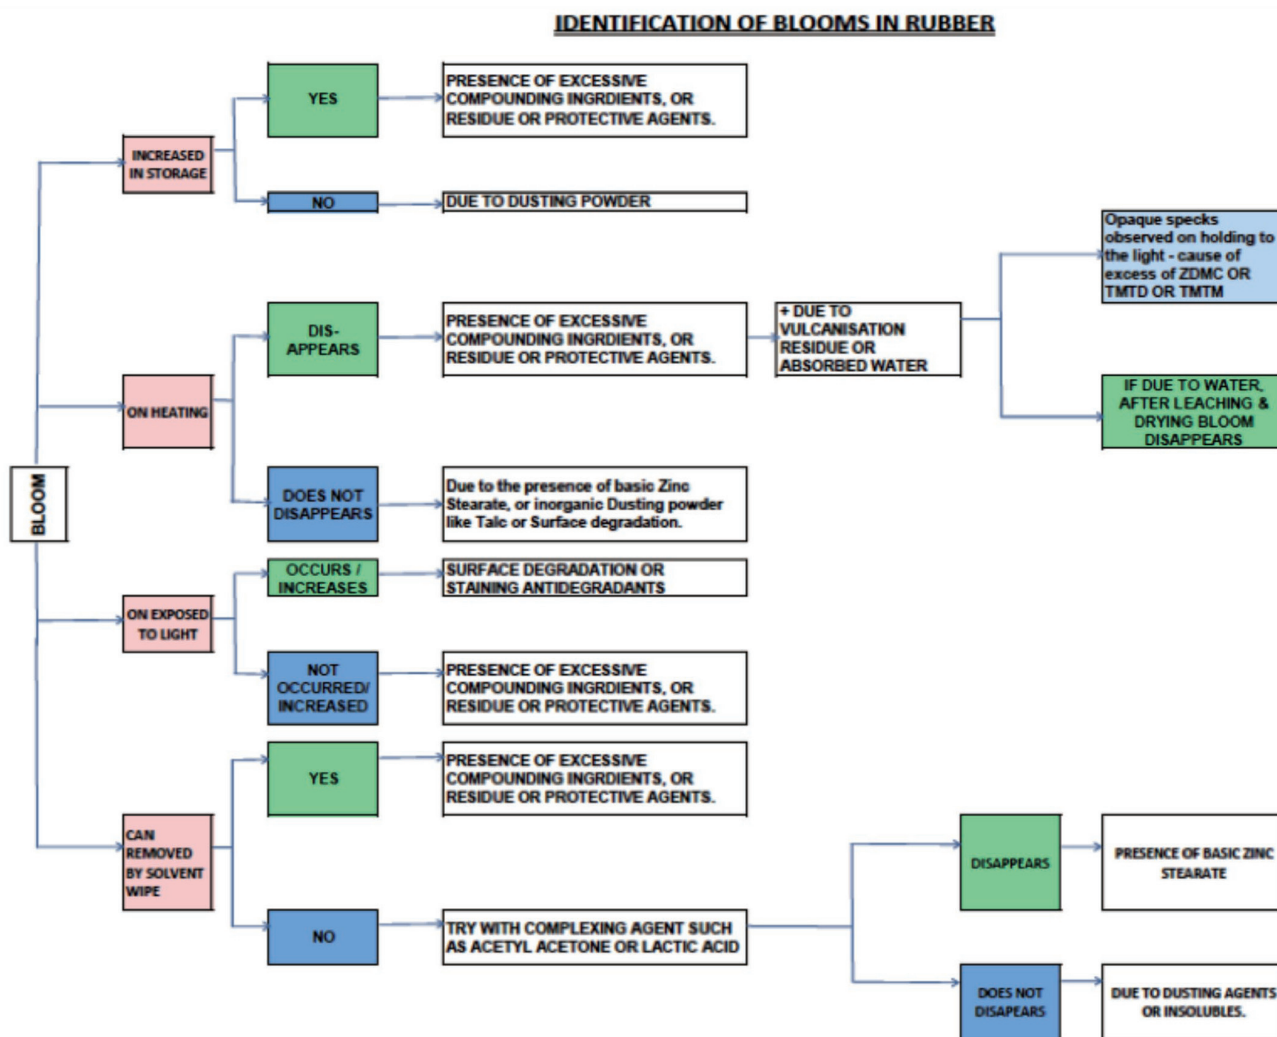 IDENTIFICATION OF BLOOMS IN RUBBER
BLOOM
INCREASED
IN STORAGE
YES
PRESENCE OF EXCESSIVE
COMPOUNDING INGRDIENTS, OR
RESIDUE OR PROTECTIVE AGENTS.
NO
DUE TO DUSTING POWDER
ON HEATING
DIS-
APPEARS
PRESENCE OF EXCESSIVE
COMPOUNDING INGRDIENTS, OR
RESIDUE OR PROTECTIVE AGENTS.
+ DUE TO
VULCANISATION
RESIDUE OR
ABSORBED WATER
Opaque specks
observed on holding to
the light - cause of
excess of ZDMC OR
TMTD OR TMTM
IF DUE TO WATER,
AFTER LEACHING &
DRYING BLOOM
DISAPPEARS
DOES NOT
DISAPPEARS
Due to the presence of basic Zinc
Stearate, or inorganic Dusting powder
like Talc or Surface degradation.
ON EXPOSED
TO LIGHT
OCCURS /
INCREASES
SURFACE DEGRADATION OR
STAINING ANTIDEGRADANTS
NOT
OCCURRED/
INCREASED
PRESENCE OF EXCESSIVE
COMPOUNDING INGRDIENTS, OR
RESIDUE OR PROTECTIVE AGENTS.
CAN
REMOVED
BY SOLVENT
WIPE
YES
PRESENCE OF EXCESSIVE
COMPOUNDING INGRDIENTS, OR
RESIDUE OR PROTECTIVE AGENTS.
NO
TRY WITH COMPLEXING AGENT SUCH
AS ACETYL ACETONE OR LACTIC ACID
DISAPPEARS
PRESENCE OF BASIC ZINC
STEARATE
DOES NOT
DISAPEARS
DUE TO DUSTING AGENTS
OR INSOLUBLES.